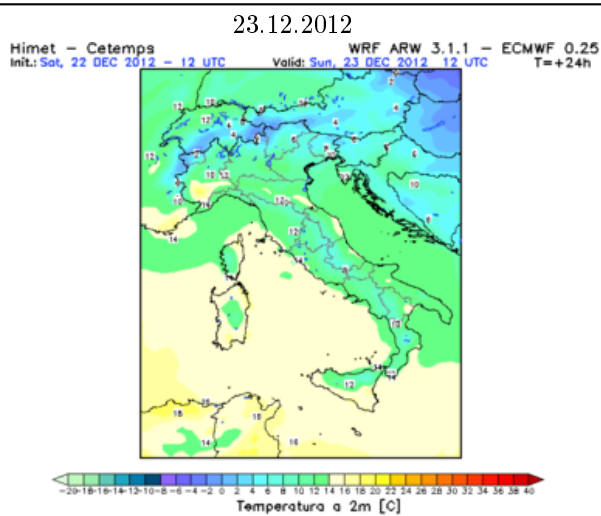 23.12.2012
Himet - Cetemps WRF ARW 3.1.1 - ECMWF 0.25
Init.: Sat, 22 DEC 2012 - 12 UTC Valid: Sun, 23 DEC 2012 12 UTC T=+24h
-20-18-16-14-12-10-8 -6 -4 -2 0 2 4 6 8 10 12 14 16 18 20 22 24 26 28 30 32 34 36 38 40
Temperatura a 2m [C]